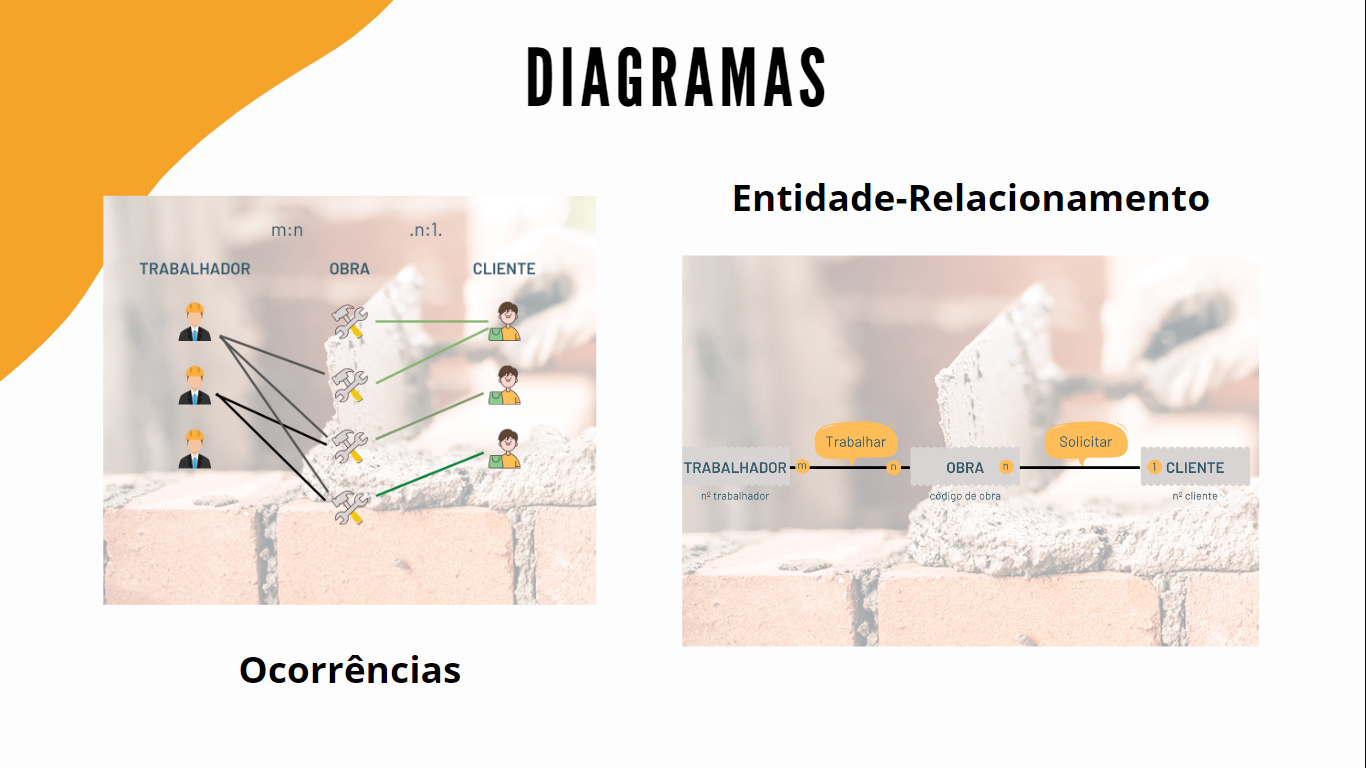 DIAGRAMAS
m:n .n:1.
TRABALHADOR OBRA CLIENTE
Ocorrências
Entidade-Relacionamento
Trabalhar Solicitar
TRABALHADOR m n OBRA n 1 CLIENTE
nº trabalhador código de obra nº cliente